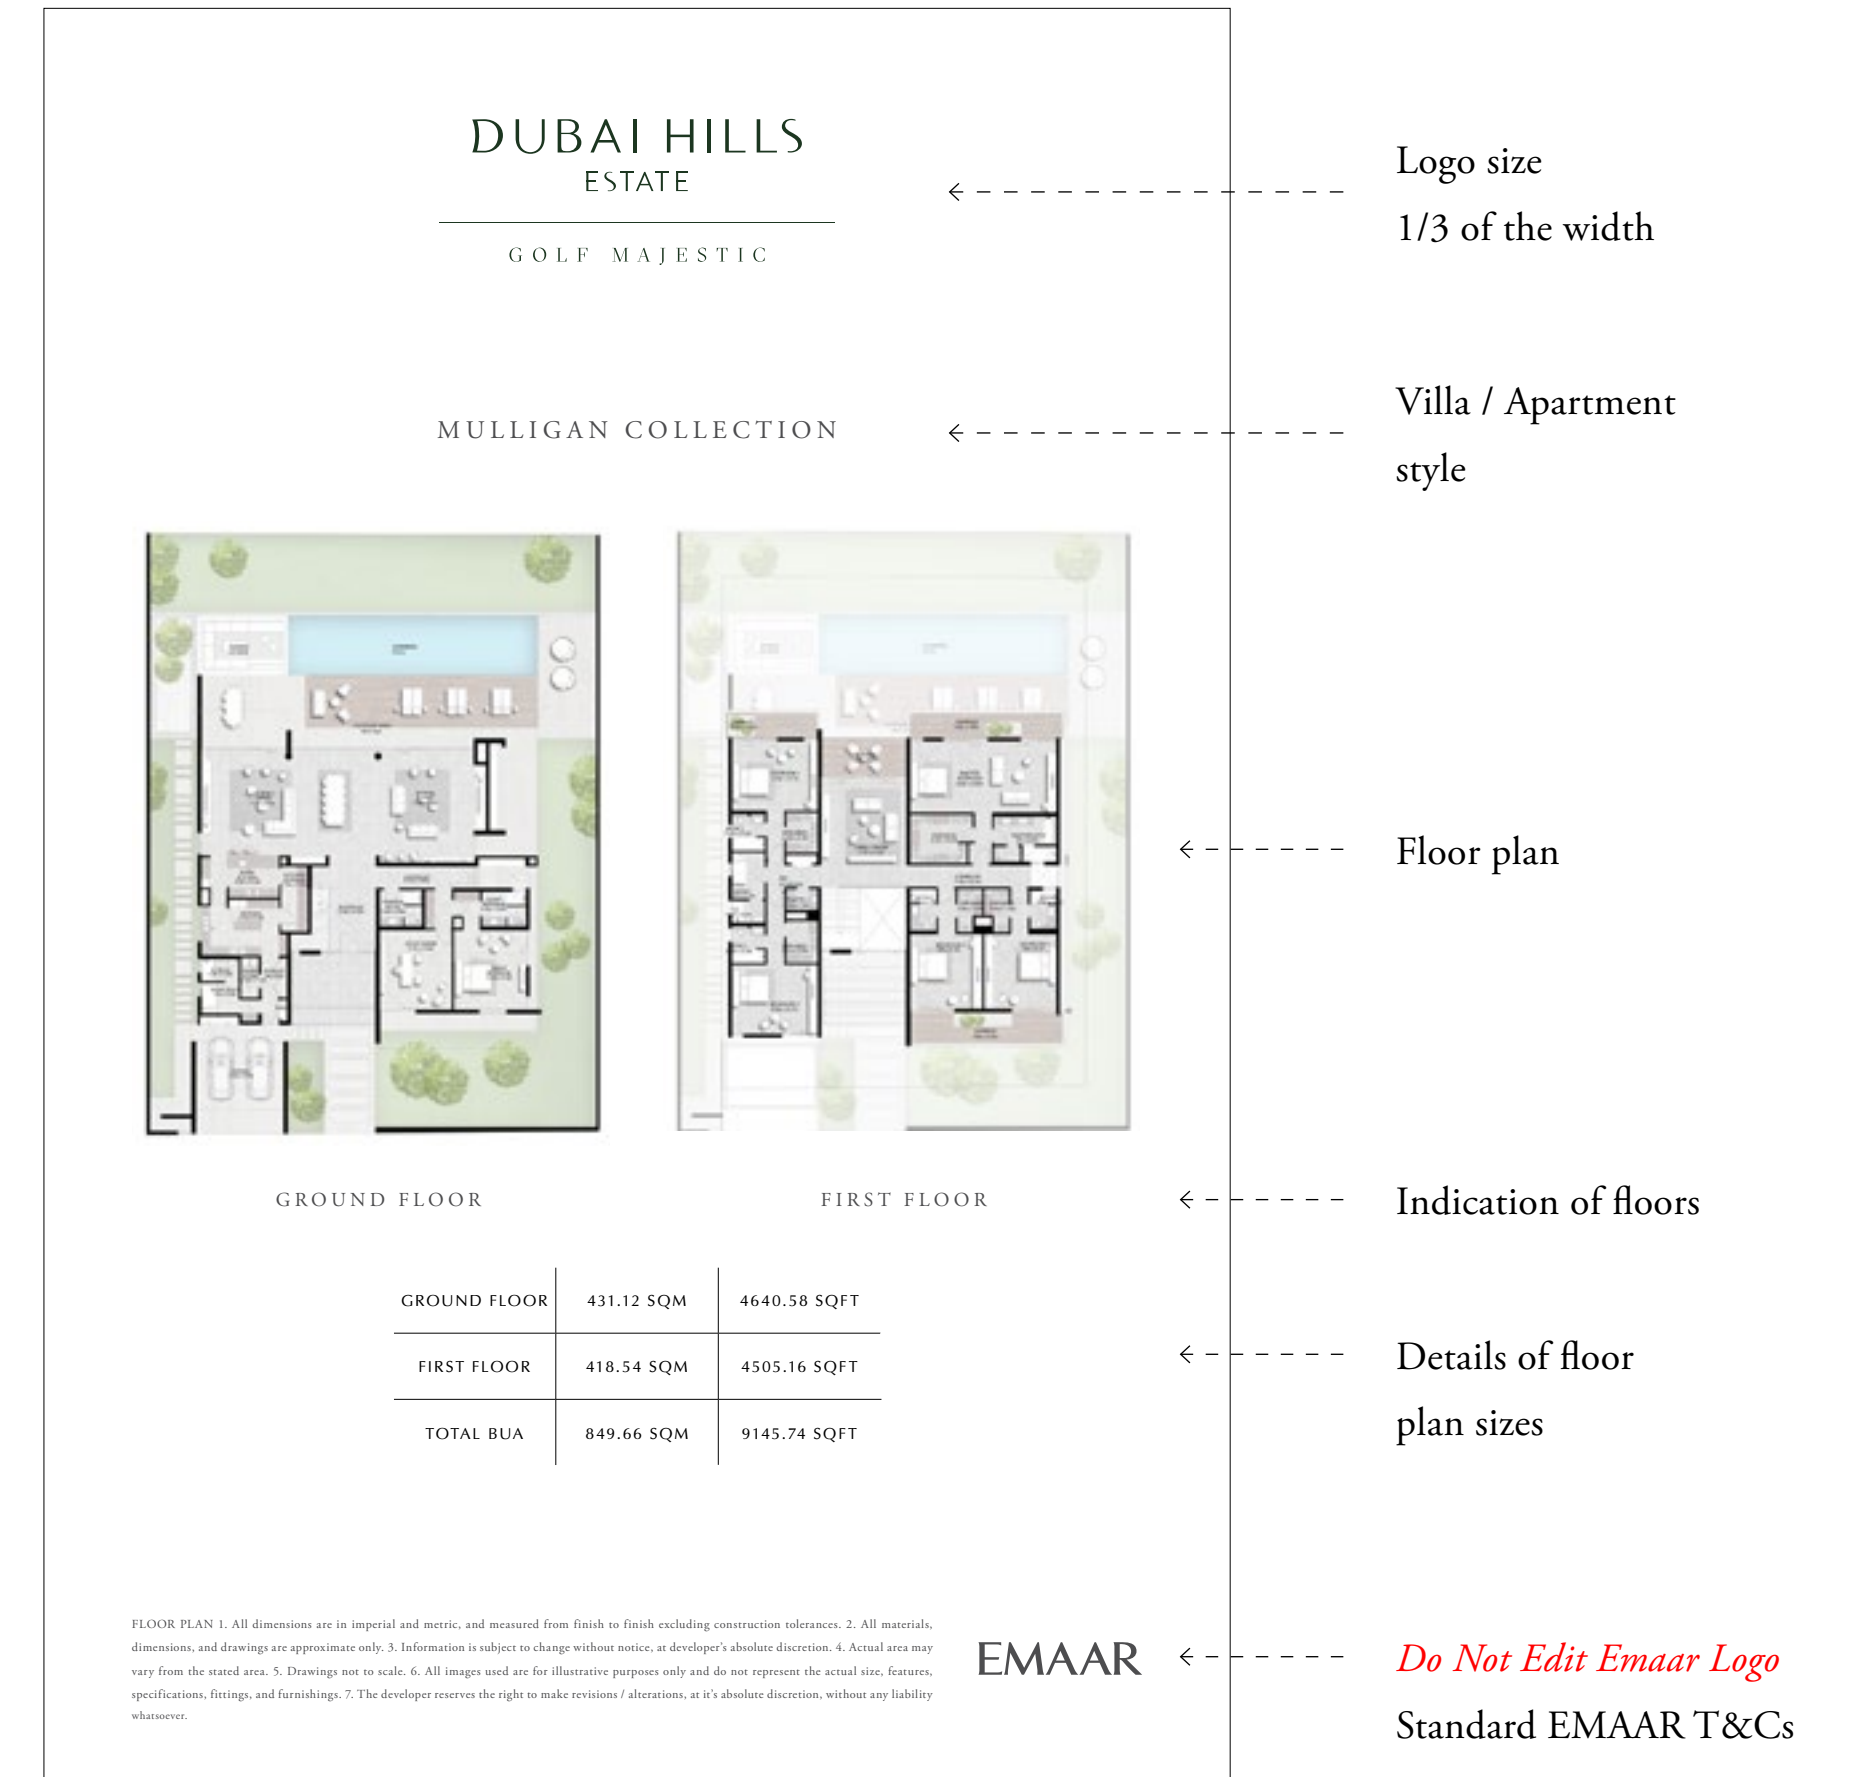 DUBAI HILLS
ESTATE
GOLF MAJESTIC
Logo size
1/3 of the width
MULLIGAN COLLECTION
Villa / Apartment
style
Floor plan
GROUND FLOOR
FIRST FLOOR
Indication of floors
GROUND FLOOR 431.12 SQM 4640.58 SQFT
FIRST FLOOR 418.54 SQM 4505.16 SQFT
TOTAL BUA 849.66 SQM 9145.74 SQFT
Details of floor
plan sizes
FLOOR PLAN 1. All dimensions are in imperial and metric, and measured from finish to finish excluding construction tolerances. 2. All materials,
dimensions, and drawings are approximate only. 3. Information is subject to change without notice, at developer's absolute discretion. 4. Actual area may
vary from the stated area. 5. Drawings not to scale. 6. All images used are for illustrative purposes only and do not represent the actual size, features,
specifications, fittings, and furnishings. 7. The developer reserves the right to make revisions / alterations, at it's absolute discretion, without any liability
whatsoever.
EMAAR
Do Not Edit Emaar Logo
Standard EMAAR T&Cs